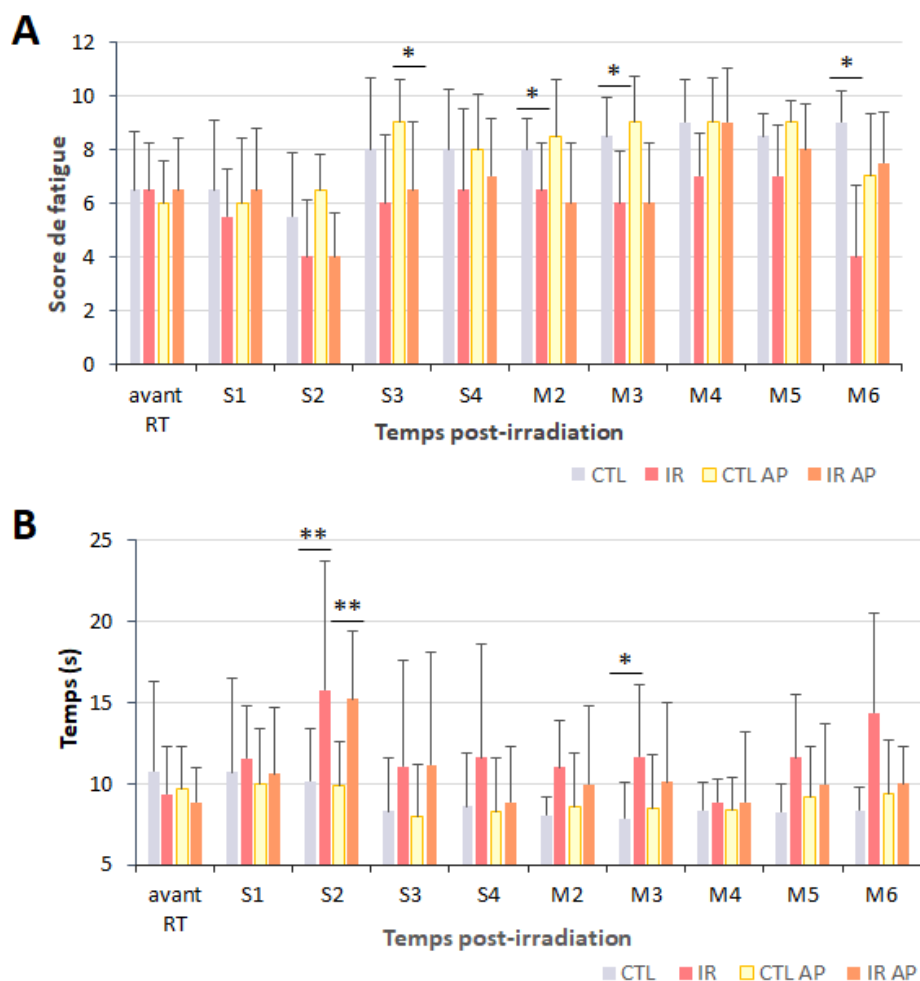 A
12
10
8
6
4
2
0
Score de fatigue
*
*
*
*
avant RT
S1
S2
S3
S4
M2
M3
M4
M5
M6
Temps post-irradiation
CTL
IR
CTL AP
IR AP
B
25
20
15
10
5
Temps (s)
**
**
*
avant RT
S1
S2
S3
S4
M2
M3
M4
M5
M6
Temps post-irradiation
CTL
IR
CTL AP
IR AP